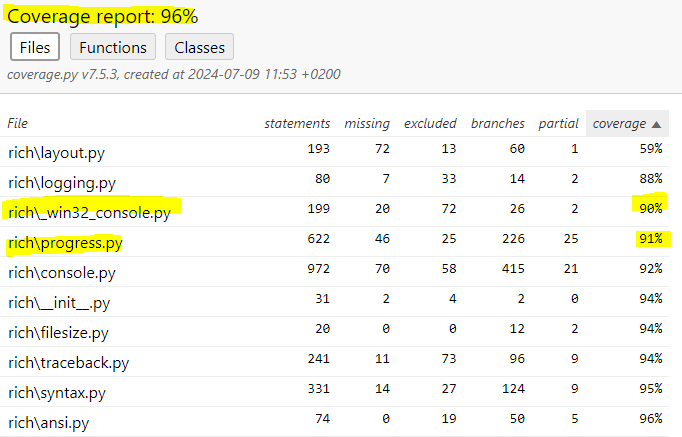 Coverage report: 96%
Files Functions Classes
coverage.py v7.5.3, created at 2024-07-09 11:53 +0200
File statements missing excluded branches partial coverage ▲
rich\layout.py 193 72 13 60 1 59%
rich\logging.py 80 7 33 14 2 88%
rich\_win32_console.py 199 20 72 26 2 90%
rich\progress.py 622 46 25 226 25 91%
rich\console.py 972 70 58 415 21 92%
rich\__init__.py 31 2 4 2 0 94%
rich\filesize.py 20 0 0 12 2 94%
rich\traceback.py 241 11 73 96 9 94%
rich\syntax.py 331 14 27 124 9 95%
rich\ansi.py 74 0 19 50 5 96%